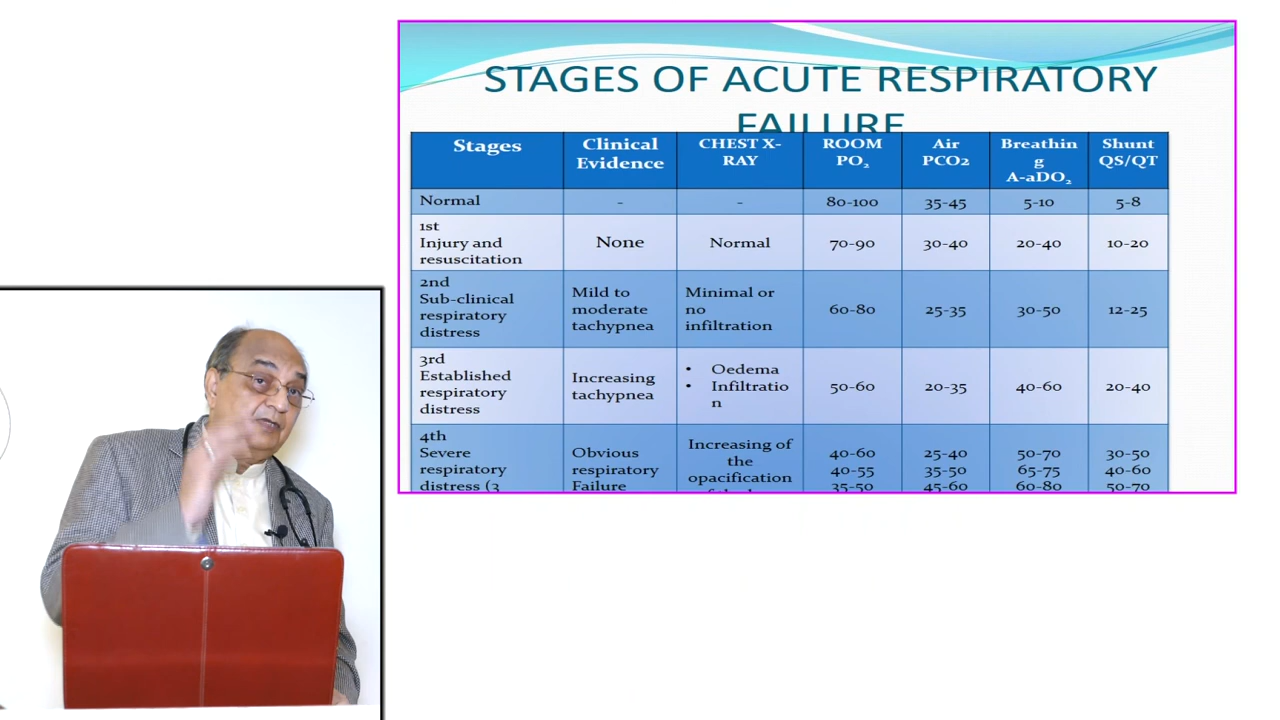 STAGES OF ACUTE RESPIRATORY
FAILURE
Stages Clinical Evidence CHEST X-RAY ROOM PO₂ Air PCO2 Breathing A-aDO₂ Shunt QS/QT
Normal - - 80-100 35-45 5-10 5-8
1st Injury and resuscitation None Normal 70-90 30-40 20-40 10-20
2nd Sub-clinical respiratory distress Mild to moderate tachypnea Minimal or no infiltration 60-80 25-35 30-50 12-25
3rd Established respiratory distress Increasing tachypnea • Oedema • Infiltration 50-60 20-35 40-60 20-40
4th Severe respiratory distress (3 Obvious respiratory Failure Increasing of the opacification 40-60 40-55 35-50 25-40 35-50 45-60 50-70 65-75 60-80 30-50 40-60 50-70